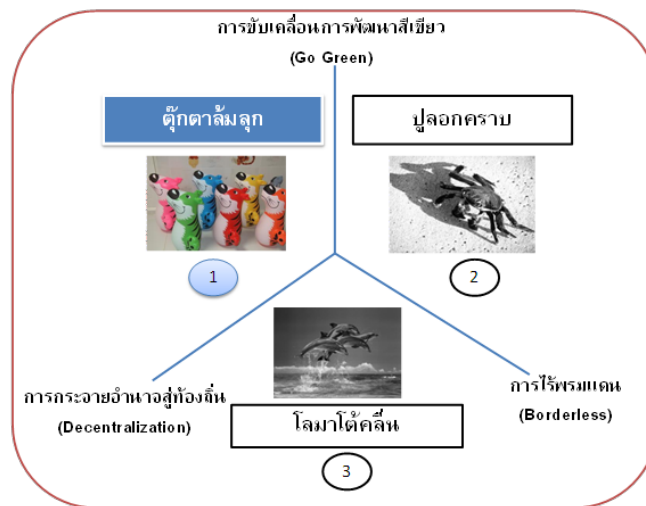 การขับเคลื่อนการพัฒนาสีเขียว
(Go Green)
ตุ๊กตาล้มลุก
ปูลอกคราบ
1
2
การกระจายอำนาจสู่ท้องถิ่น
(Decentralization)
โลมาโต้คลื่น
3
การไร้พรมแดน
(Borderless)